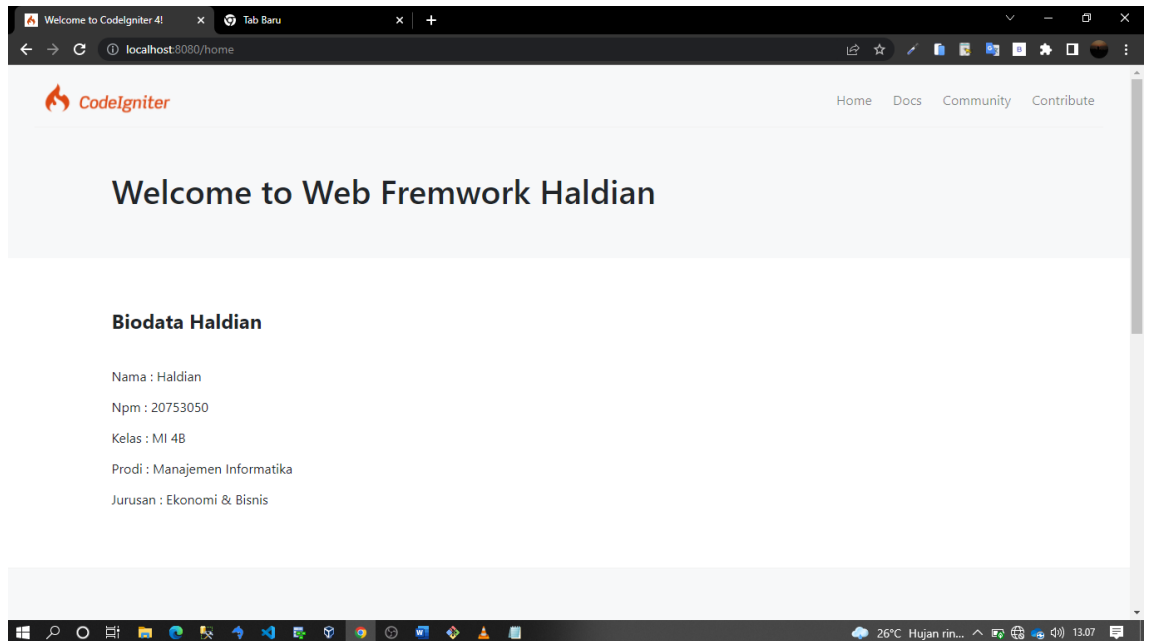 Welcome to CodeIgniter 4!
Tab Baru
localhost:8080/home
CodeIgniter
Home Docs Community Contribute
Welcome to Web Fremwork Haldian
Biodata Haldian
Nama : Haldian
Npm : 20753050
Kelas : MI 4B
Prodi : Manajemen Informatika
Jurusan : Ekonomi & Bisnis
26°C Hujan rin... 13.07